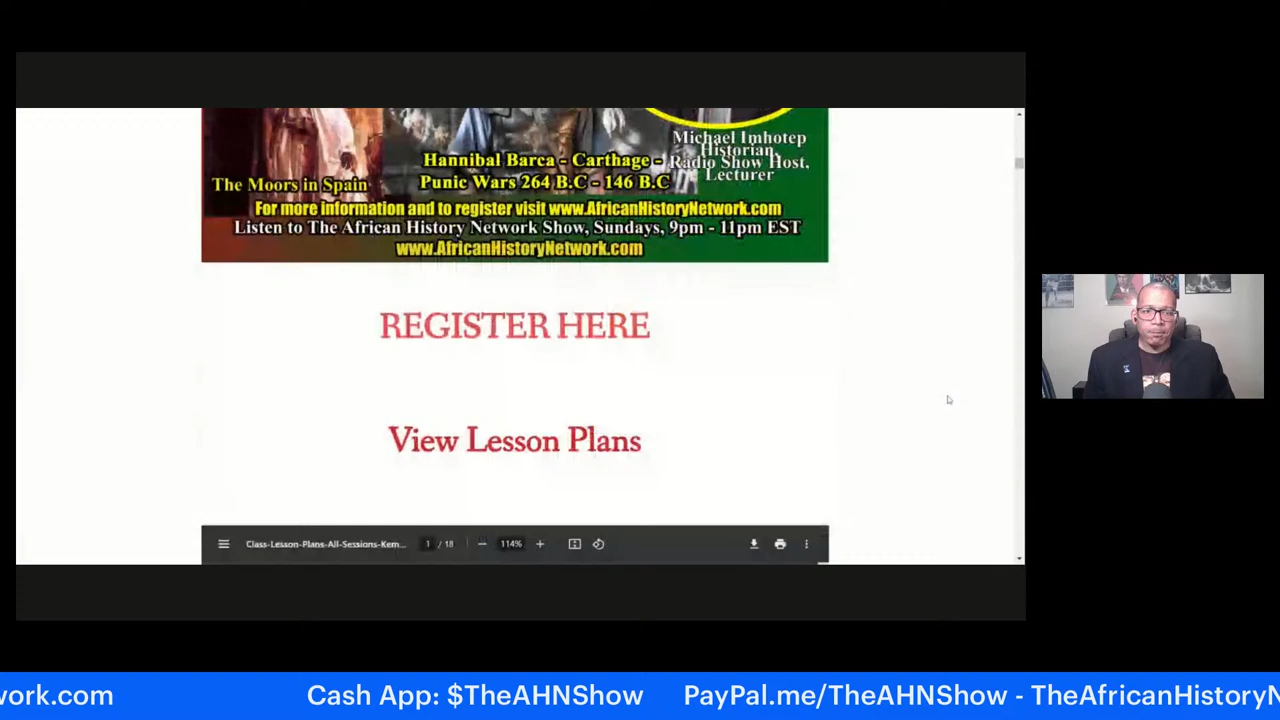 Michael Imhotep
Historian,
Radio Show Host,
Lecturer
Hannibal Barca - Carthage -
Punic Wars 264 B.C - 146 B.C
The Moors in Spain
For more information and to register visit www.AfricanHistoryNetwork.com
Listen to The African History Network Show, Sundays, 9pm - 11pm EST
www.AfricanHistoryNetwork.com
REGISTER HERE
View Lesson Plans
Class-Lesson-Plans-All-Sessions-Kem... 1 / 18 114%
work.com Cash App: $TheAHNShow PayPal.me/TheAHNShow - TheAfricanHistoryN